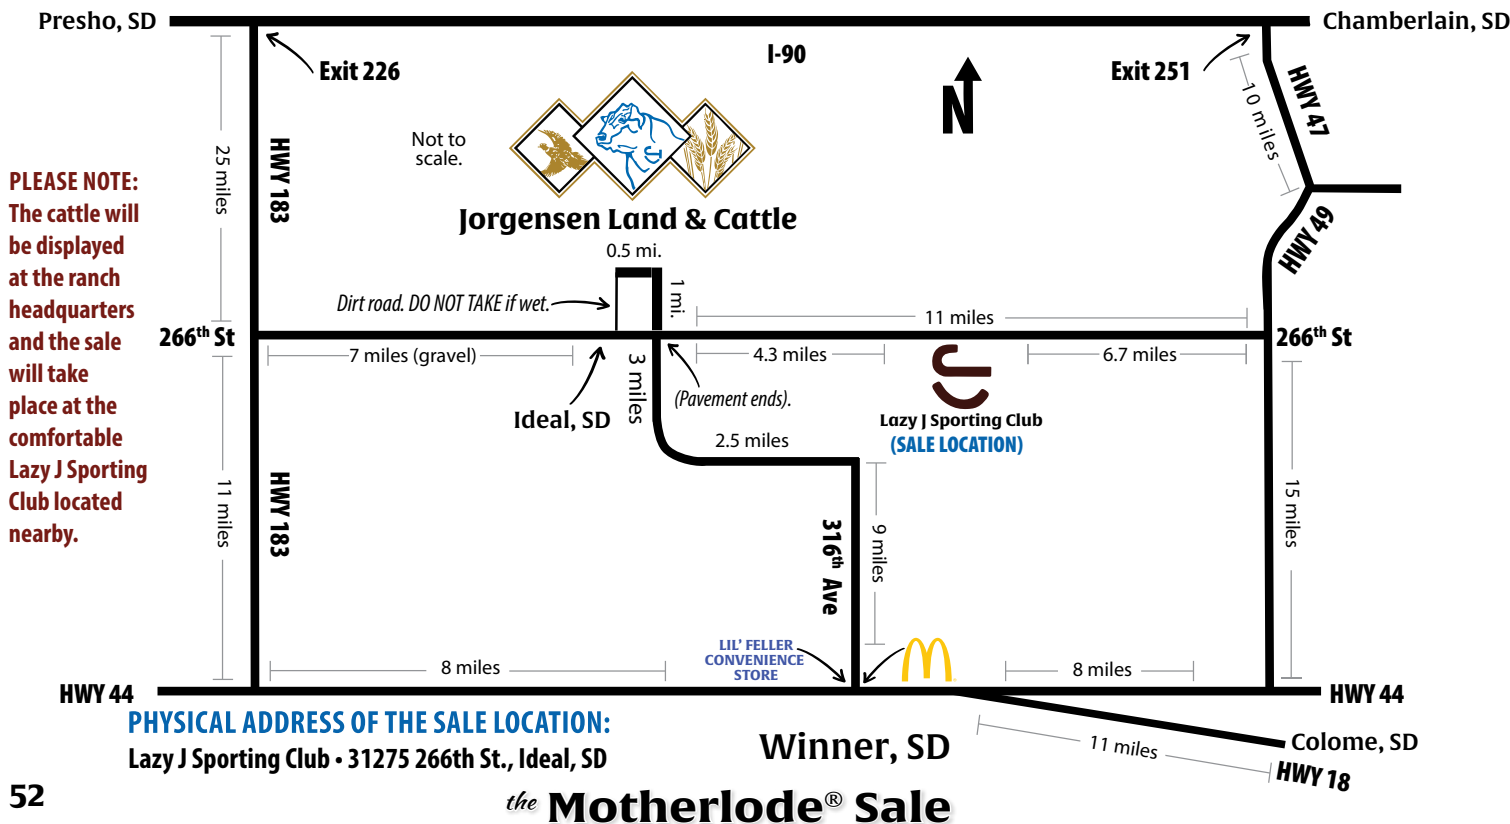 Presho, SD
Chamberlain, SD
I-90
Exit 226
Exit 251
N
HWY 47
10 miles
Not to
scale.
25 miles
HWY 183
PLEASE NOTE:
The cattle will
be displayed
at the ranch
headquarters
and the sale
will take
place at the
comfortable
Lazy J Sporting
Club located
nearby.
Jorgensen Land & Cattle
HWY 49
0.5 mi.
1 mi.
Dirt road. DO NOT TAKE if wet.
11 miles
266th St
266th St
7 miles (gravel)
3 miles
4.3 miles
6.7 miles
(Pavement ends).
Ideal, SD
Lazy J Sporting Club
(SALE LOCATION)
2.5 miles
11 miles
HWY 183
316th Ave
9 miles
15 miles
LIL' FELLER
CONVENIENCE
STORE
8 miles
8 miles
HWY 44
HWY 44
PHYSICAL ADDRESS OF THE SALE LOCATION:
Lazy J Sporting Club • 31275 266th St., Ideal, SD
Winner, SD
11 miles
Colome, SD
HWY 18
52
the Motherlode® Sale